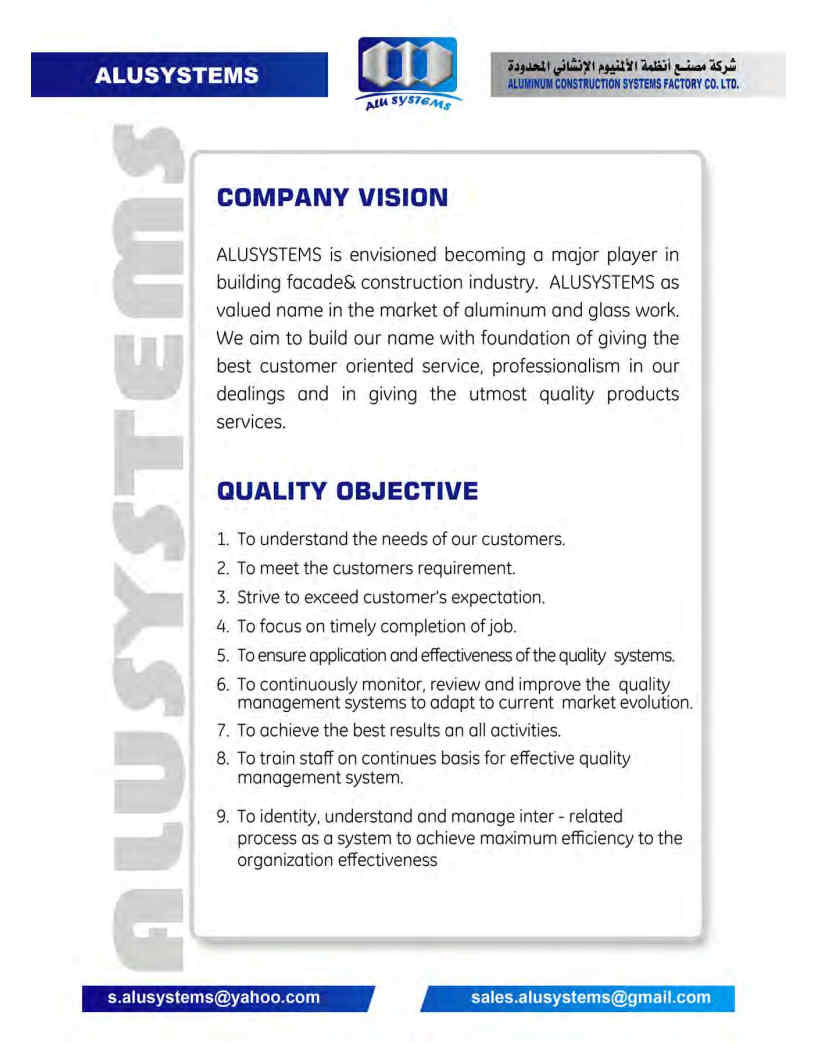 ALUSYSTEMS
ALU SYSTEMS
شركة مصنع أنظمة الألمنيوم الإنشائي المحدودة
ALUMINUM CONSTRUCTION SYSTEMS FACTORY CO. LTD.
ALUSYSTEMS
COMPANY VISION
ALUSYSTEMS is envisioned becoming a major player in
building facade& construction industry. ALUSYSTEMS as
valued name in the market of aluminum and glass work.
We aim to build our name with foundation of giving the
best customer oriented service, professionalism in our
dealings and in giving the utmost quality products
services.
QUALITY OBJECTIVE
1. To understand the needs of our customers.
2. To meet the customers requirement.
3. Strive to exceed customer's expectation.
4. To focus on timely completion of job.
5. To ensure application and effectiveness of the quality systems.
6. To continuously monitor, review and improve the quality
management systems to adapt to current market evolution.
7. To achieve the best results an all activities.
8. To train staff on continues basis for effective quality
management system.
9. To identity, understand and manage inter - related
process as a system to achieve maximum efficiency to the
organization effectiveness
s.alusystems@yahoo.com
sales.alusystems@gmail.com